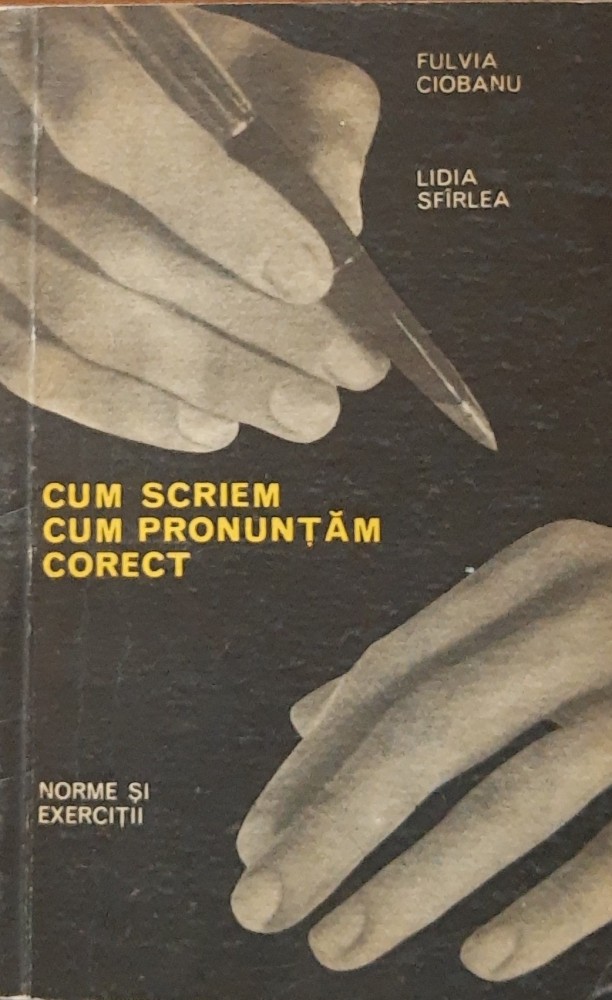 FULVIA
CIOBANU
LIDIA
SFÎRLEA
CUM SCRIEM
CUM PRONUNȚĂM
CORECT
NORME ȘI
EXERCIȚII